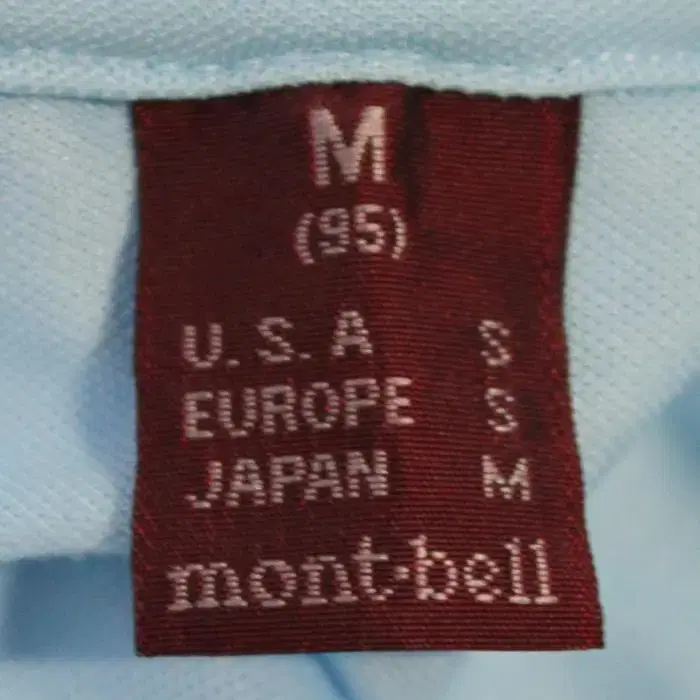 M
(95)
U.S.A S
EUROPE S
JAPAN M
mont-bell